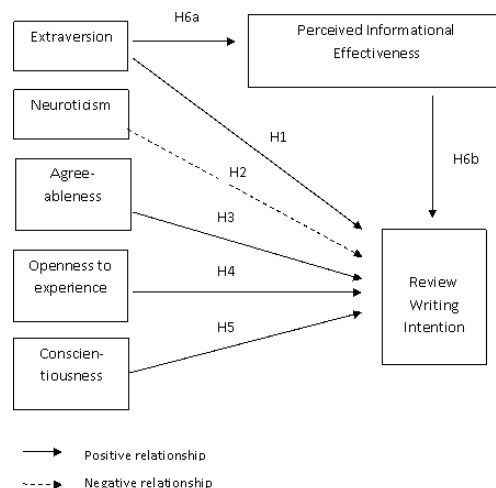 Extraversion
H6a
Perceived Informational
Effectiveness
Neuroticism
H1
H6b
Agree-
ableness
H2
H3
Openness to
experience
H4
Review
Writing
Intention
H5
Conscien-
tiousness
Positive relationship
Negative relationship